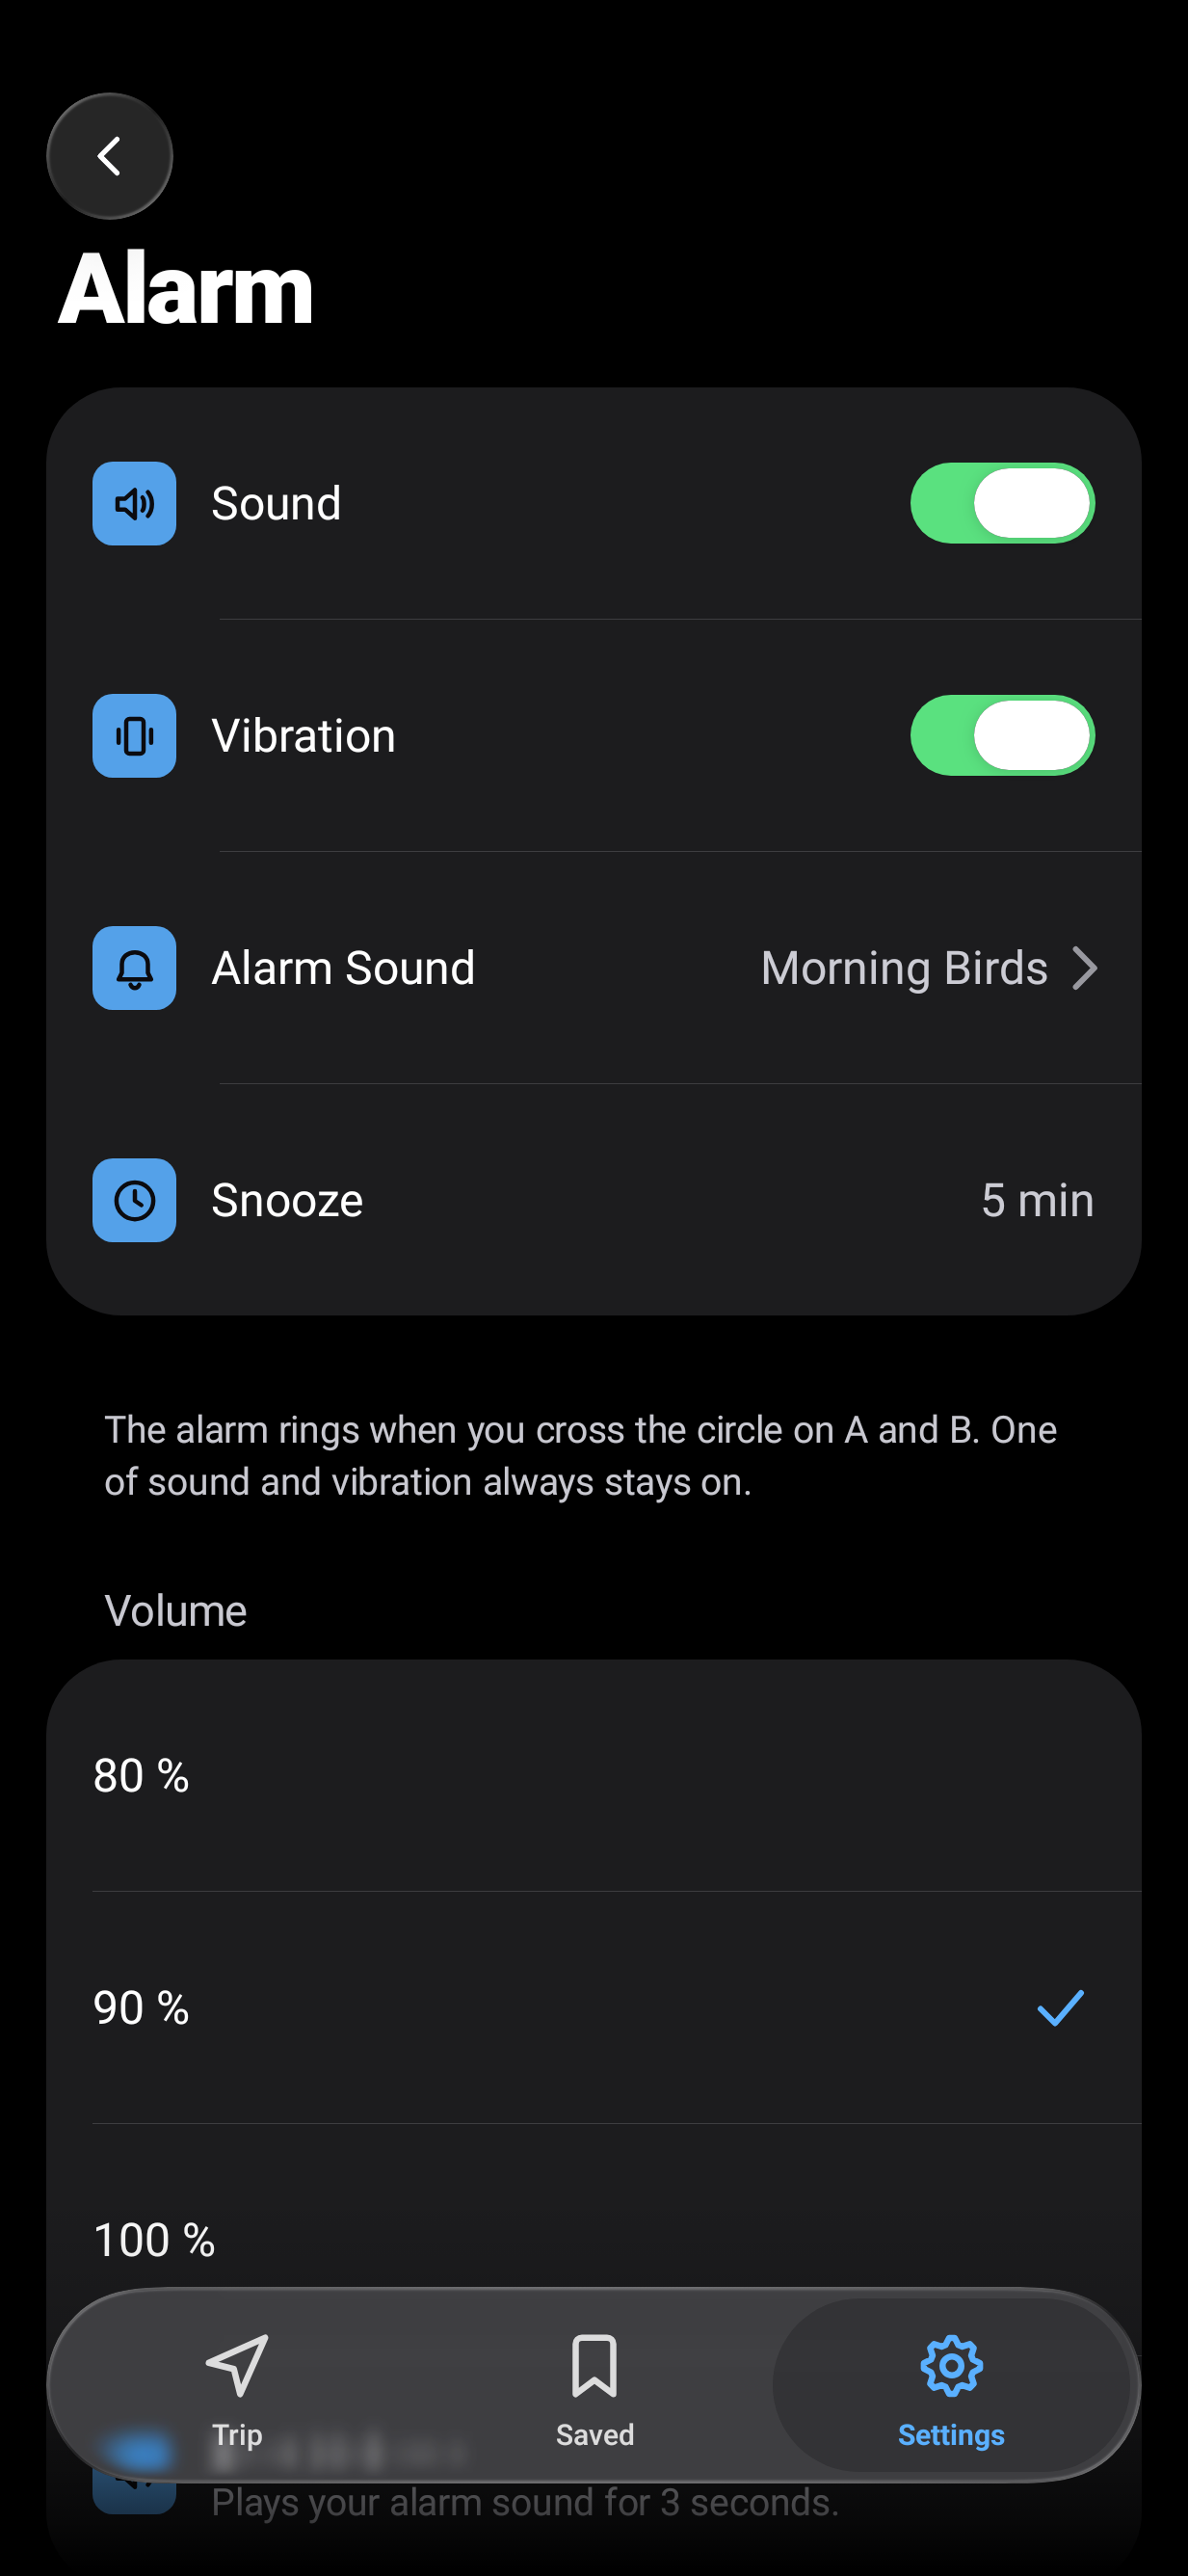 Alarm
Sound
Vibration
Alarm Sound
Morning Birds
Snooze
5 min
The alarm rings when you cross the circle on A and B. One
of sound and vibration always stays on.
Volume
80 %
90 %
100 %
Trip
Saved
Settings
Plays your alarm sound for 3 seconds.